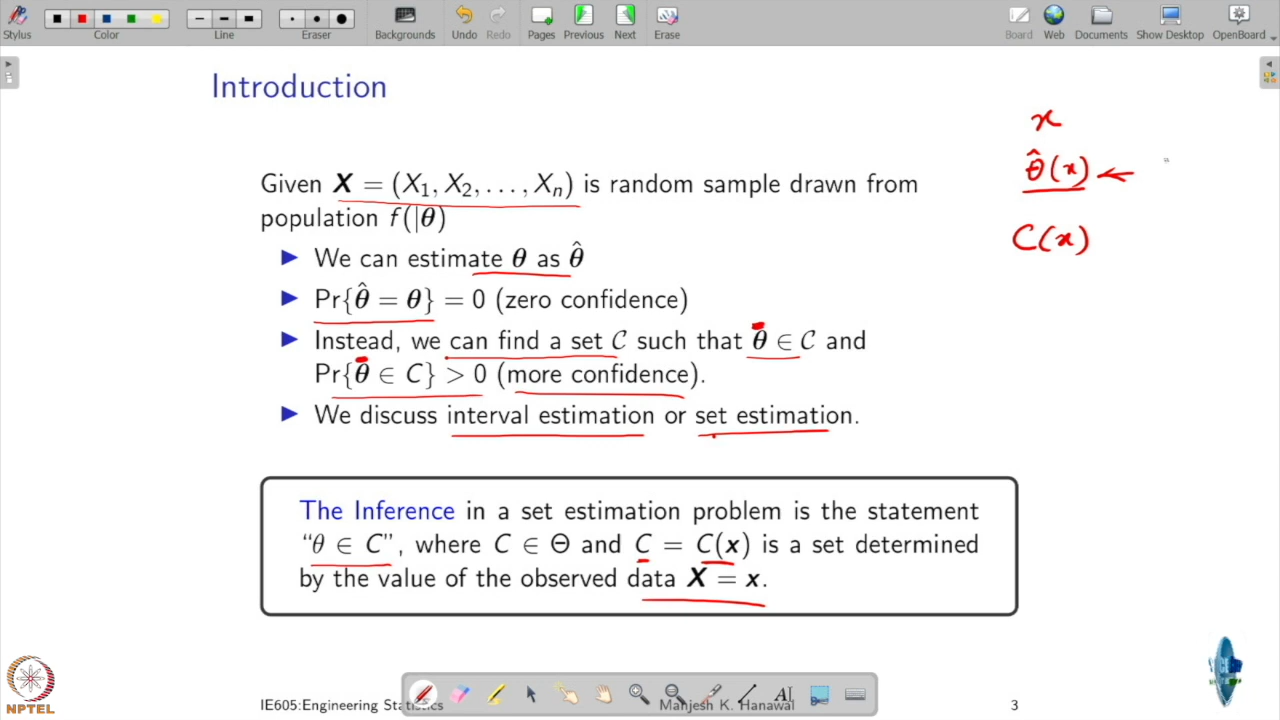 Stylus
Color
Line
Eraser
Backgrounds
Undo
Redo
Pages
Previous
Next
Erase
Board
Web
Documents
Show Desktop
OpenBoard
Introduction
x
θ̂(x) ←
C(x)
Given X = (X₁, X₂, . . . , Xₙ) is random sample drawn from
population f(|θ)
▶ We can estimate θ as θ̂
▶ Pr{θ̂ = θ} = 0 (zero confidence)
▶ Instead, we can find a set C such that θ ∈ C and
Pr{θ ∈ C} > 0 (more confidence).
▶ We discuss interval estimation or set estimation.
The Inference in a set estimation problem is the statement
“θ ∈ C”, where C ∈ Θ and C = C(x) is a set determined
by the value of the observed data X = x.
NPTEL
IE605:Engineering Statistics
Manjesh K. Hanawal
3